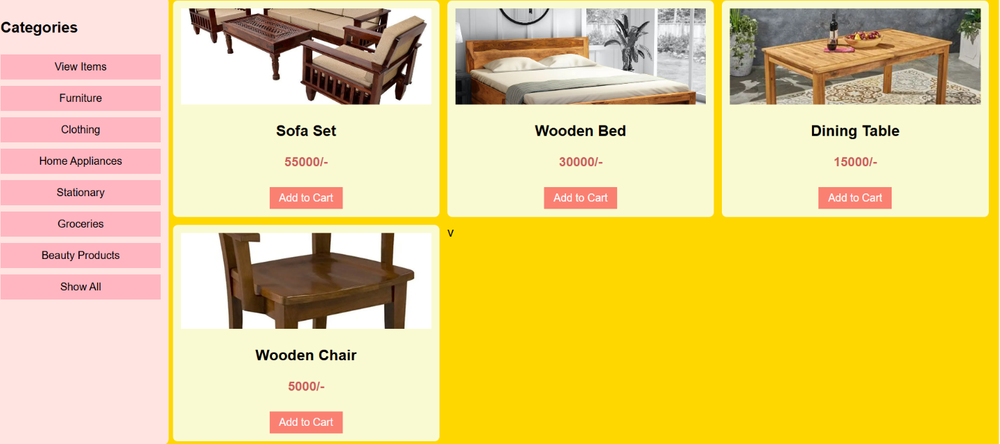 Categories
View Items
Furniture
Clothing
Home Appliances
Stationary
Groceries
Beauty Products
Show All
Sofa Set
55000/-
Add to Cart
Wooden Bed
30000/-
Add to Cart
Dining Table
15000/-
Add to Cart
Wooden Chair
5000/-
Add to Cart
v